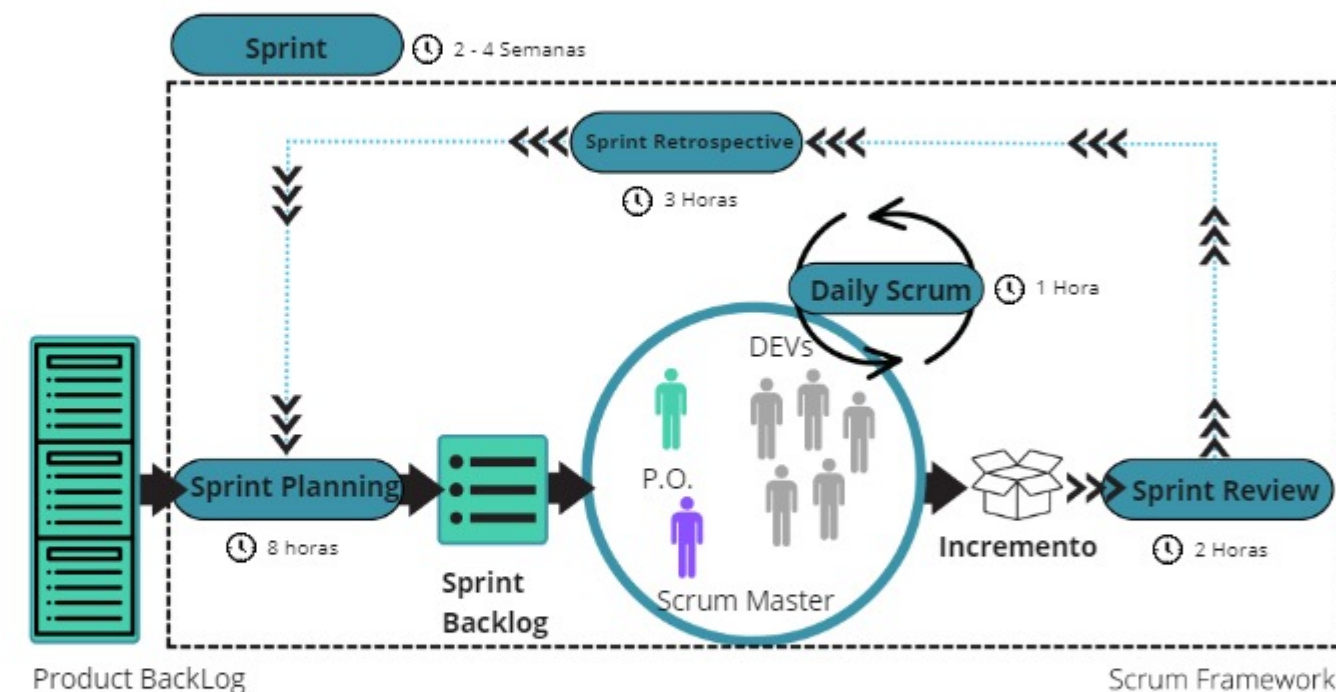 Sprint
2 - 4 Semanas
Sprint Retrospective
3 Horas
Daily Scrum
1 Hora
DEVs
P.O.
Scrum Master
Sprint Planning
8 horas
Sprint
Backlog
Incremento
Sprint Review
2 Horas
Product BackLog
Scrum Framework